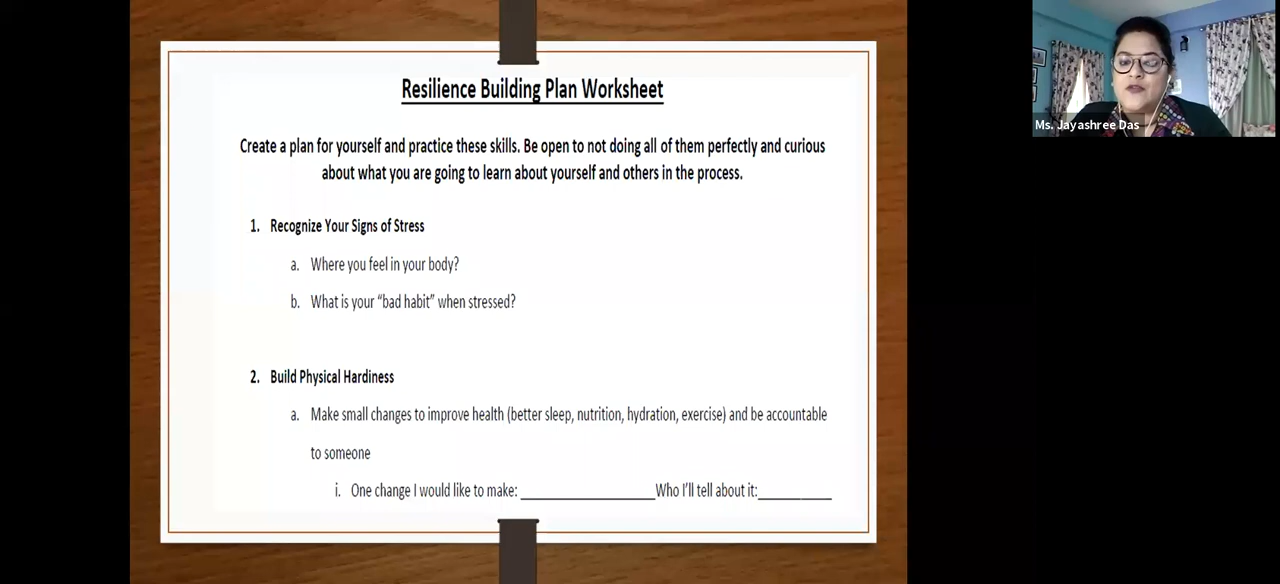 Resilience Building Plan Worksheet
Create a plan for yourself and practice these skills. Be open to not doing all of them perfectly and curious
about what you are going to learn about yourself and others in the process.
1. Recognize Your Signs of Stress
a. Where you feel in your body?
b. What is your “bad habit” when stressed?
2. Build Physical Hardiness
a. Make small changes to improve health (better sleep, nutrition, hydration, exercise) and be accountable
to someone
i. One change I would like to make: ____________________Who I’ll tell about it:___________
Ms. Jayashree Das